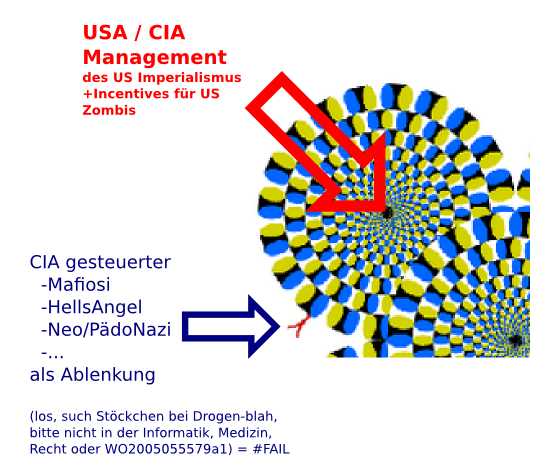 USA / CIA
Management
des US Imperialismus
+Incentives für US
Zombis
CIA gesteuerter
-Mafiosi
-HellsAngel
-Neo/PädoNazi
-...
als Ablenkung
(los, such Stöckchen bei Drogen-blah,
bitte nicht in der Informatik, Medizin,
Recht oder WO2005055579a1) = #FAIL